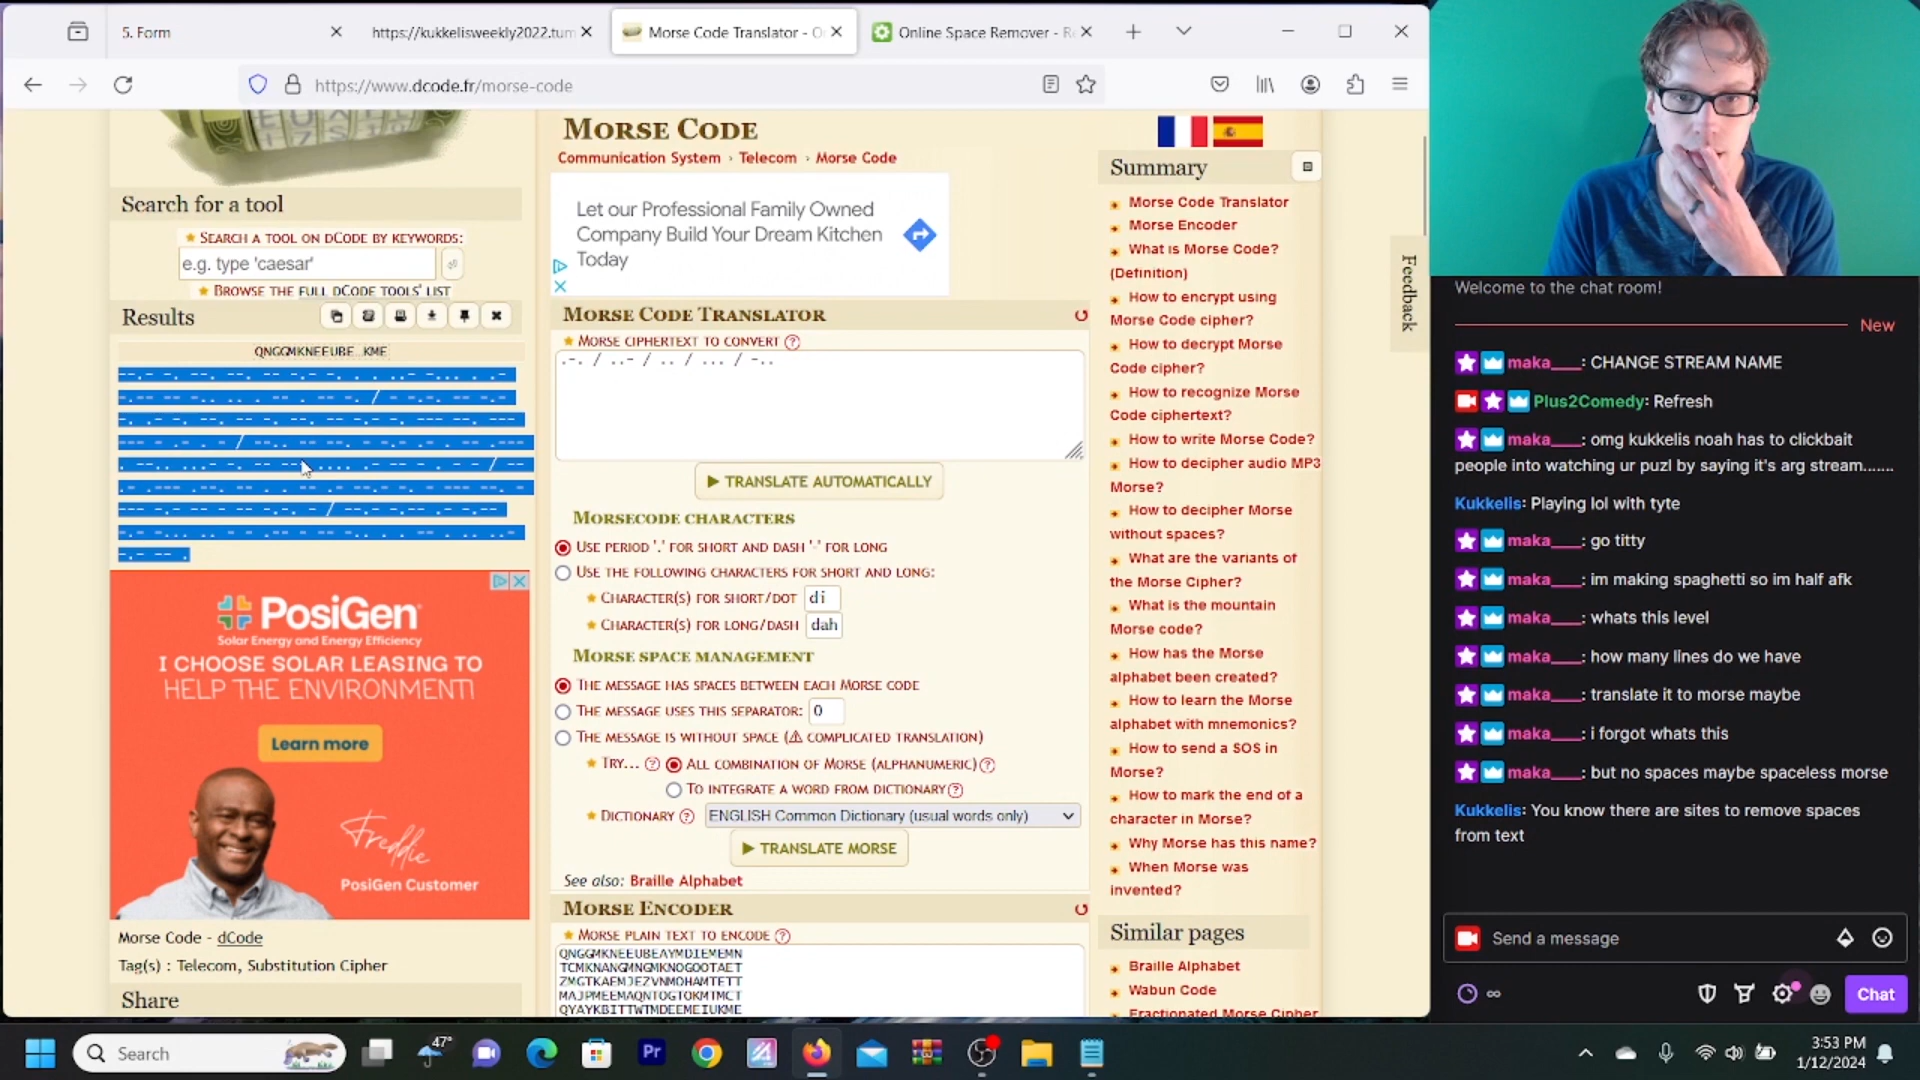 5. Form
https://kukkelisweekly2022.tum
Morse Code Translator - O
Online Space Remover - R
https://www.dcode.fr/morse-code
Search for a tool
SEARCH A TOOL ON DCODE BY KEYWORDS:
e.g. type 'caesar'
BROWSE THE FULL DCODE TOOLS' LIST
Results
QNGGMKNEEUBE…KME
PosiGen
Solar Energy and Energy Efficiency
I CHOOSE SOLAR LEASING TO
HELP THE ENVIRONMENT!
Learn more
Freddie
PosiGen Customer
Morse Code - dCode
Tag(s) : Telecom, Substitution Cipher
Share
MORSE CODE
Communication System › Telecom › Morse Code
Let our Professional Family Owned
Company Build Your Dream Kitchen
Today
MORSE CODE TRANSLATOR
MORSE CIPHERTEXT TO CONVERT
.-. / ..- / .. / ... / -..
TRANSLATE AUTOMATICALLY
MORSECODE CHARACTERS
USE PERIOD '.' FOR SHORT AND DASH '-' FOR LONG
USE THE FOLLOWING CHARACTERS FOR SHORT AND LONG:
CHARACTER(S) FOR SHORT/DOT di
CHARACTER(S) FOR LONG/DASH dah
MORSE SPACE MANAGEMENT
THE MESSAGE HAS SPACES BETWEEN EACH MORSE CODE
THE MESSAGE USES THIS SEPARATOR: 0
THE MESSAGE IS WITHOUT SPACE (⚠ COMPLICATED TRANSLATION)
TRY... ALL COMBINATION OF MORSE (ALPHANUMERIC)
TO INTEGRATE A WORD FROM DICTIONARY
DICTIONARY ENGLISH Common Dictionary (usual words only)
TRANSLATE MORSE
See also: Braille Alphabet
MORSE ENCODER
MORSE PLAIN TEXT TO ENCODE
QNGGMKNEEUBEAYMDIEMEMN
TCMKNANGMNGMKNOGOOTAET
ZMGTKAEMJEZVNMDHAMTETT
MAJPMEEMAQNTOGTOKMTMCT
QYAYKBITTWTMDEEMEIUKME
Summary
Morse Code Translator
Morse Encoder
What is Morse Code?
(Definition)
How to encrypt using
Morse Code cipher?
How to decrypt Morse
Code cipher?
How to recognize Morse
Code ciphertext?
How to write Morse Code?
How to decipher audio MP3
Morse?
How to decipher Morse
without spaces?
What are the variants of
the Morse Cipher?
What is the mountain
Morse code?
How has the Morse
alphabet been created?
How to learn the Morse
alphabet with mnemonics?
How to send a SOS in
Morse?
How to mark the end of a
character in Morse?
Why Morse has this name?
When Morse was
invented?
Similar pages
Braille Alphabet
Wabun Code
Fractionated Morse Cipher
Feedback
Welcome to the chat room!
New
maka____: CHANGE STREAM NAME
Plus2Comedy: Refresh
maka____: omg kukkelis noah has to clickbait
people into watching ur puzl by saying it's arg stream.......
Kukkelis: Playing lol with tyte
maka____: go titty
maka____: im making spaghetti so im half afk
maka____: whats this level
maka____: how many lines do we have
maka____: translate it to morse maybe
maka____: i forgot whats this
maka____: but no spaces maybe spaceless morse
Kukkelis: You know there are sites to remove spaces
from text
Send a message
Chat
Search
47°
Pr
3:53 PM
1/12/2024